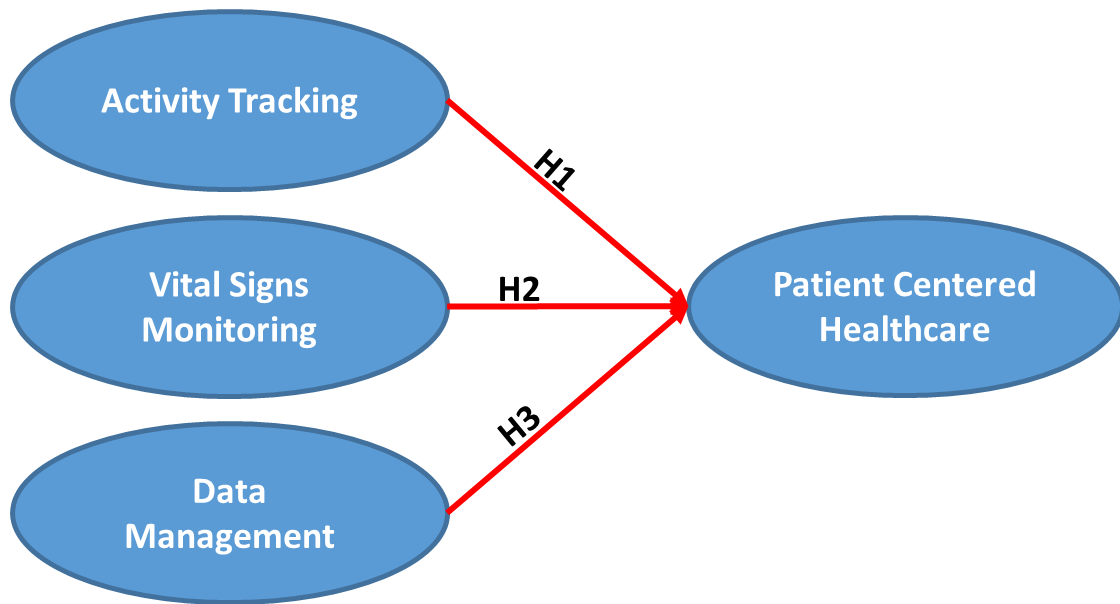 Activity Tracking
H1
Vital Signs
Monitoring
H2
Patient Centered
Healthcare
H3
Data
Management